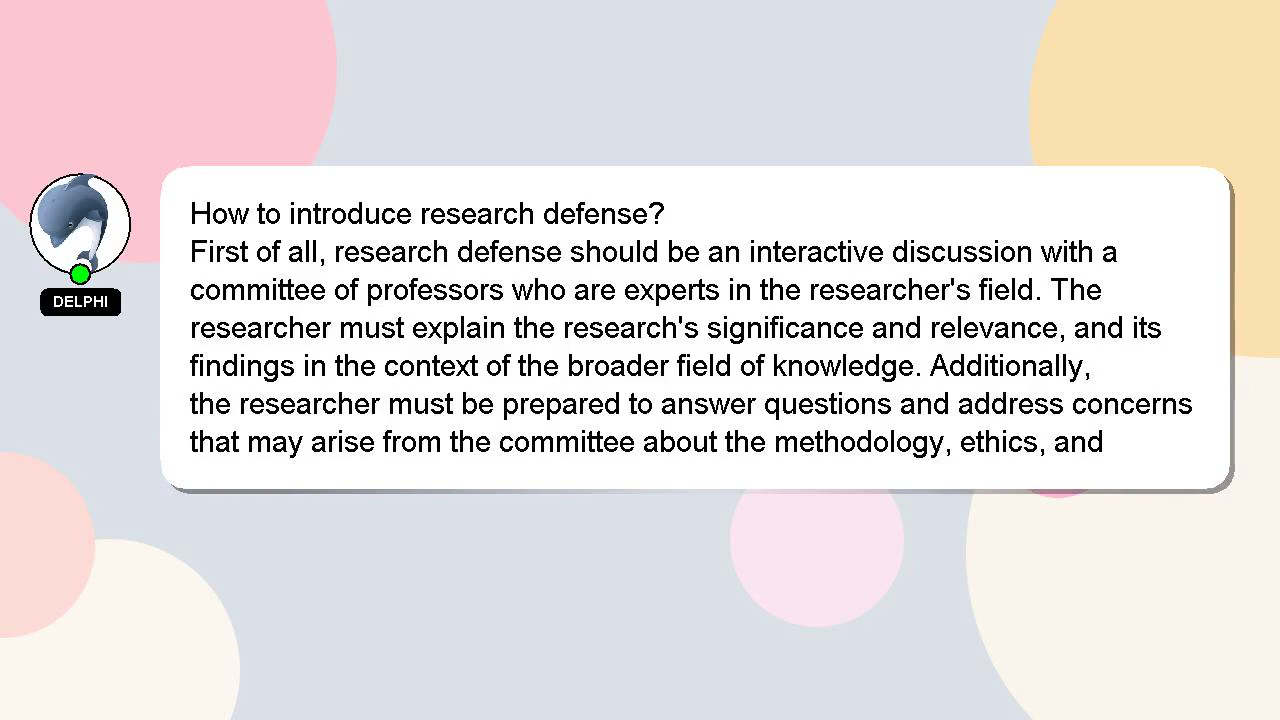 How to introduce research defense?
First of all, research defense should be an interactive discussion with a
committee of professors who are experts in the researcher's field. The
researcher must explain the research's significance and relevance, and its
findings in the context of the broader field of knowledge. Additionally,
the researcher must be prepared to answer questions and address concerns
that may arise from the committee about the methodology, ethics, and
DELPHI